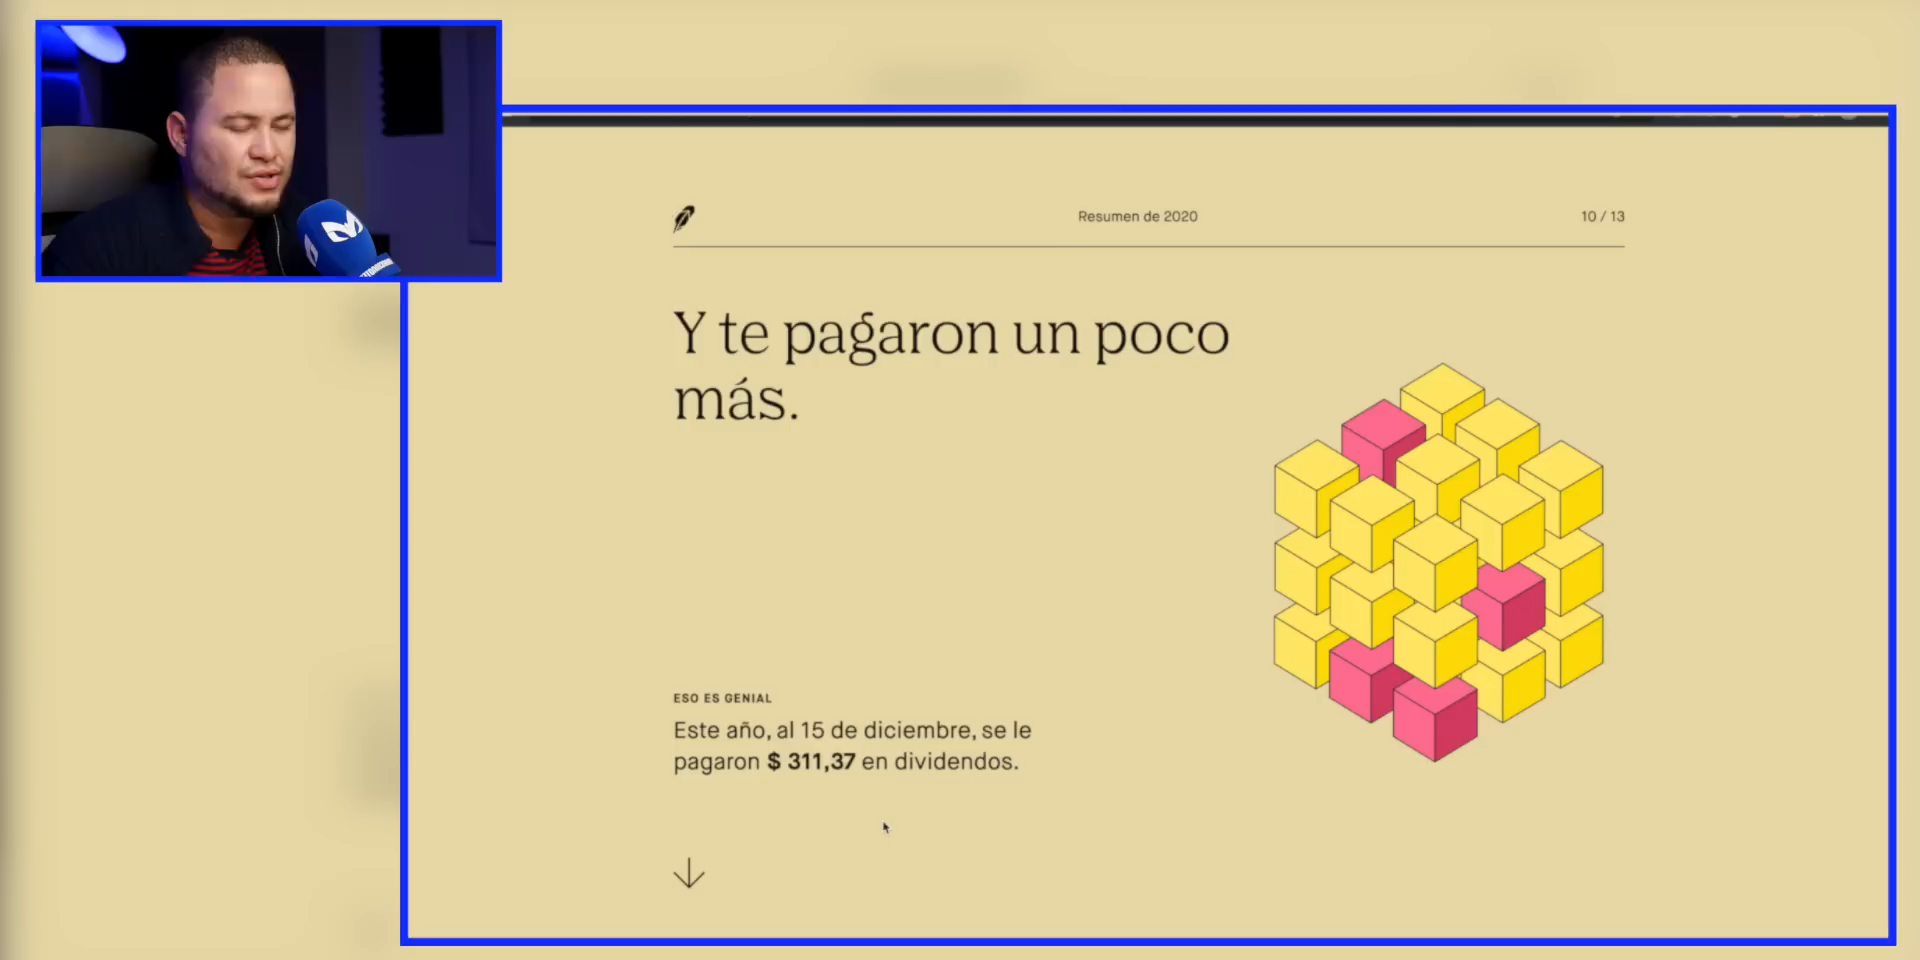 Resumen de 2020
10 / 13
Y te pagaron un poco
más.
ESO ES GENIAL
Este año, al 15 de diciembre, se le
pagaron $ 311,37 en dividendos.